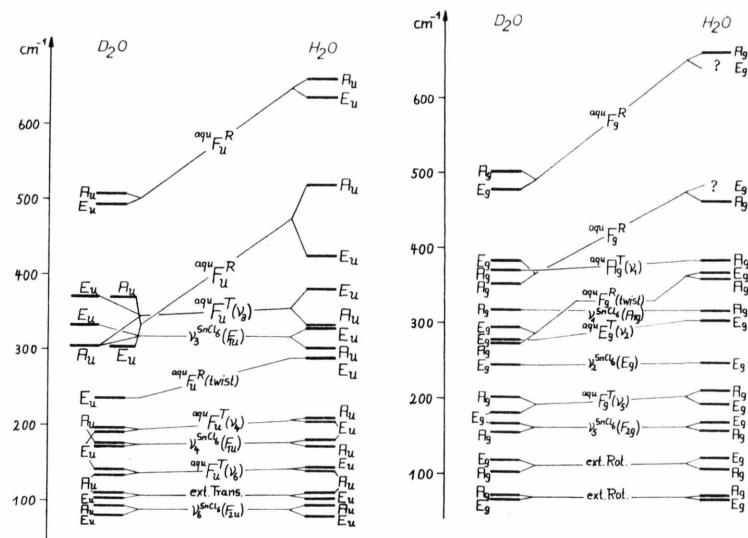 cm⁻¹ D₂O H₂O
Au
Eu
600
aquFuR
Au
500 Au
Eu
Eu
aquFuR
400
Eu Au Au
aquFuT(ν₃)
Eu Au
ν₃SnCl₆(F₁u) Eu
300 Au Eu Au
Eu
aquFuR(twist)
Eu
200 Au aquFuT(ν₄) Au
Eu
ν₄SnCl₆(F₁u)
Eu Eu
aquFuT(ν₆) Au
Au Au
Eu ext.Trans. Eu
100 Eu Eu
Au ν₆SnCl₆(F₂u) Au
Eu Eu
cm⁻¹ D₂O H₂O
Ag
? Eg
600
aquFgR
500 Ag
Eg ? Eg
Ag
aquFgR
400
Eg aquAgT(ν₁) Ag
Ag Eg
Ag aquFgR(twist) Ag
Ag SnCl₆(A₁g) Ag
300 Eg aquEgT(ν₂) Eg
Eg
Ag
Eg ν₂SnCl₆(Eg) Eg
200 Ag aquFgT(ν₅) Ag
Eg
Eg ν₅SnCl₆(F₂g) Eg
Ag Ag
Eg ext.Rot. Eg
100 Ag Ag
Ag ext.Rot. Ag
Eg Eg